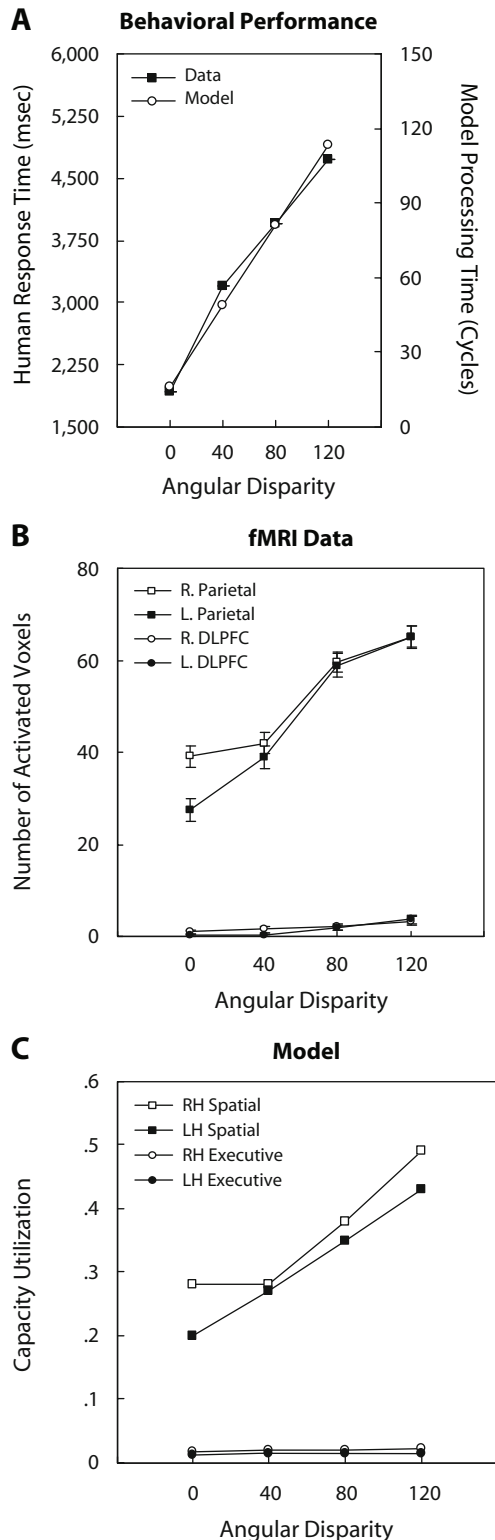 A Behavioral Performance
6,000
5,250
4,500
3,750
3,000
2,250
1,500
Human Response Time (msec)
Data
Model
150
120
90
60
30
0
Model Processing Time (Cycles)
0 40 80 120
Angular Disparity
B fMRI Data
80
60
40
20
0
Number of Activated Voxels
R. Parietal
L. Parietal
R. DLPFC
L. DLPFC
0 40 80 120
Angular Disparity
C Model
.6
.5
.4
.3
.2
.1
0
Capacity Utilization
RH Spatial
LH Spatial
RH Executive
LH Executive
0 40 80 120
Angular Disparity